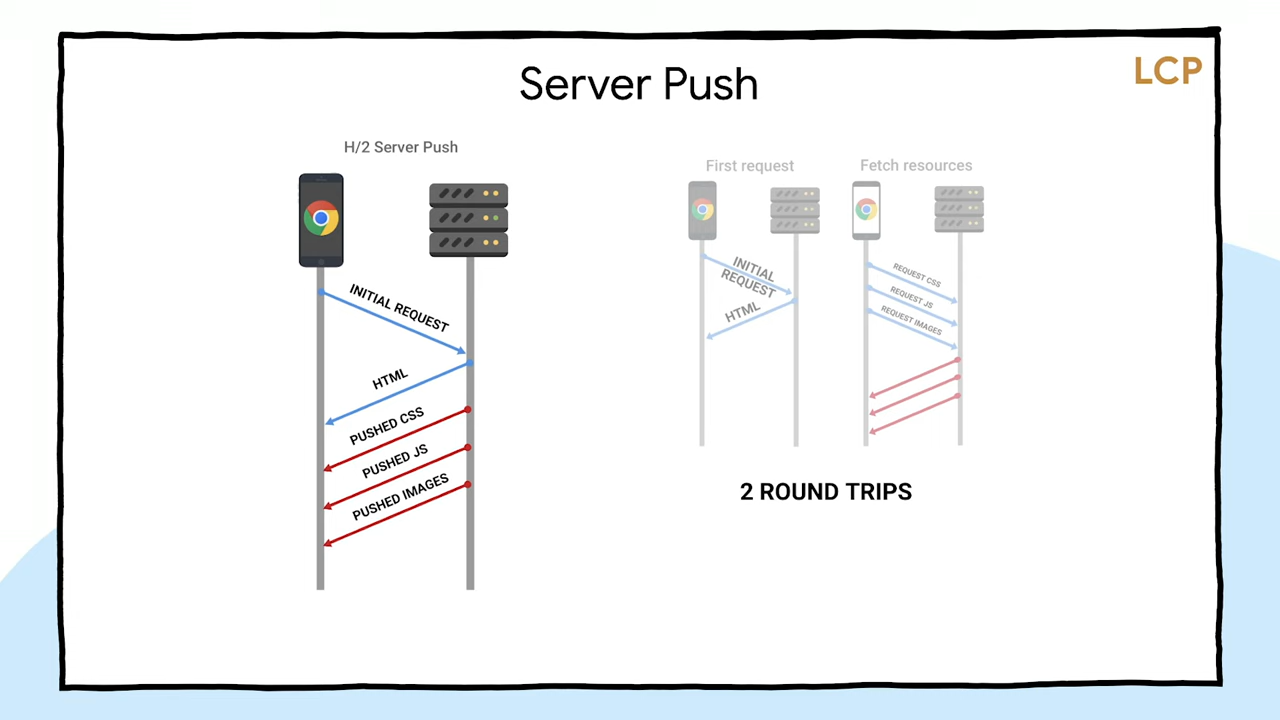 LCP
Server Push
H/2 Server Push
INITIAL REQUEST
HTML
PUSHED CSS
PUSHED JS
PUSHED IMAGES
First request
INITIAL
REQUEST
HTML
Fetch resources
REQUEST CSS
REQUEST JS
REQUEST IMAGES
2 ROUND TRIPS